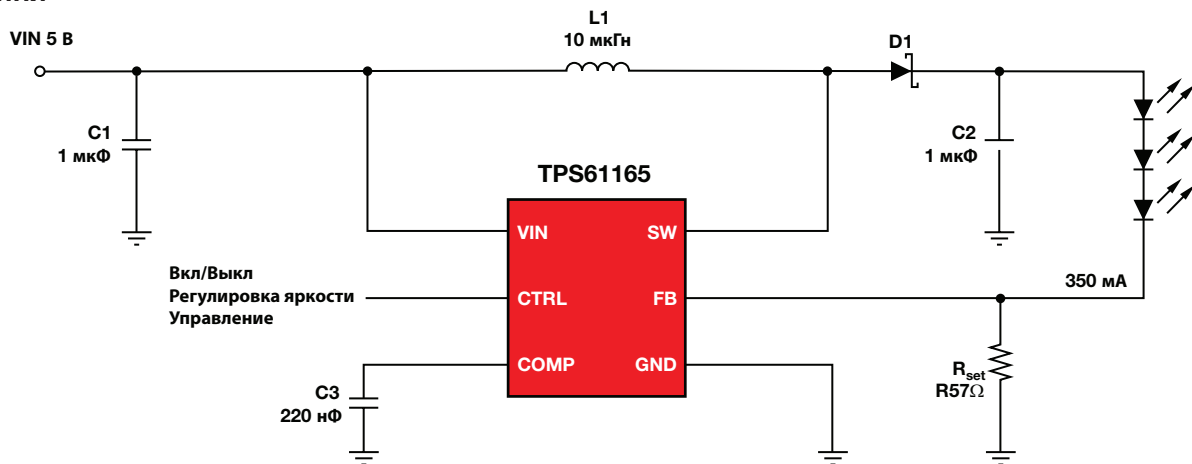 VIN 5 В
L1
10 мкГн
D1
C1
1 мкФ
C2
1 мкФ
TPS61165
VIN
SW
Вкл/Выкл
Регулировка яркости
Управление
CTRL
FB
350 мА
COMP
GND
C3
220 нФ
Rset
R57Ω